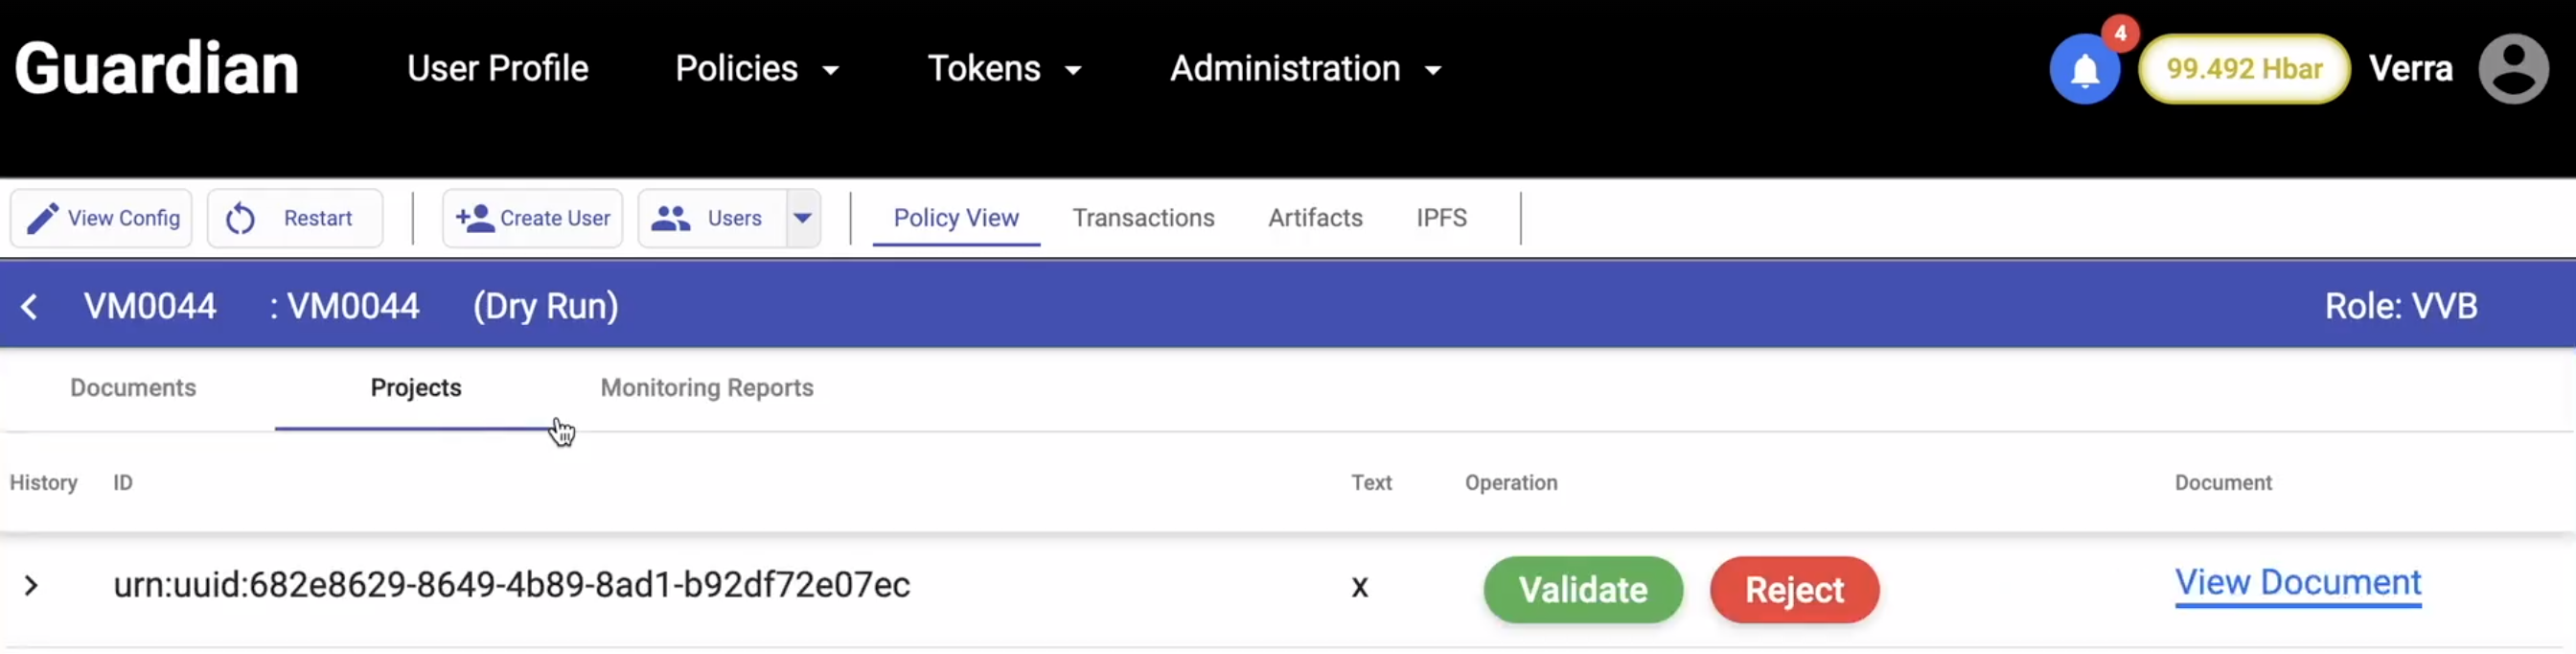 Guardian User Profile Policies Tokens Administration 4 99.492 Hbar Verra
View Config Restart Create User Users Policy View Transactions Artifacts IPFS
VM0044 : VM0044 (Dry Run) Role: VVB
Documents Projects Monitoring Reports
History ID Text Operation Document
urn:uuid:682e8629-8649-4b89-8ad1-b92df72e07ec x Validate Reject View Document